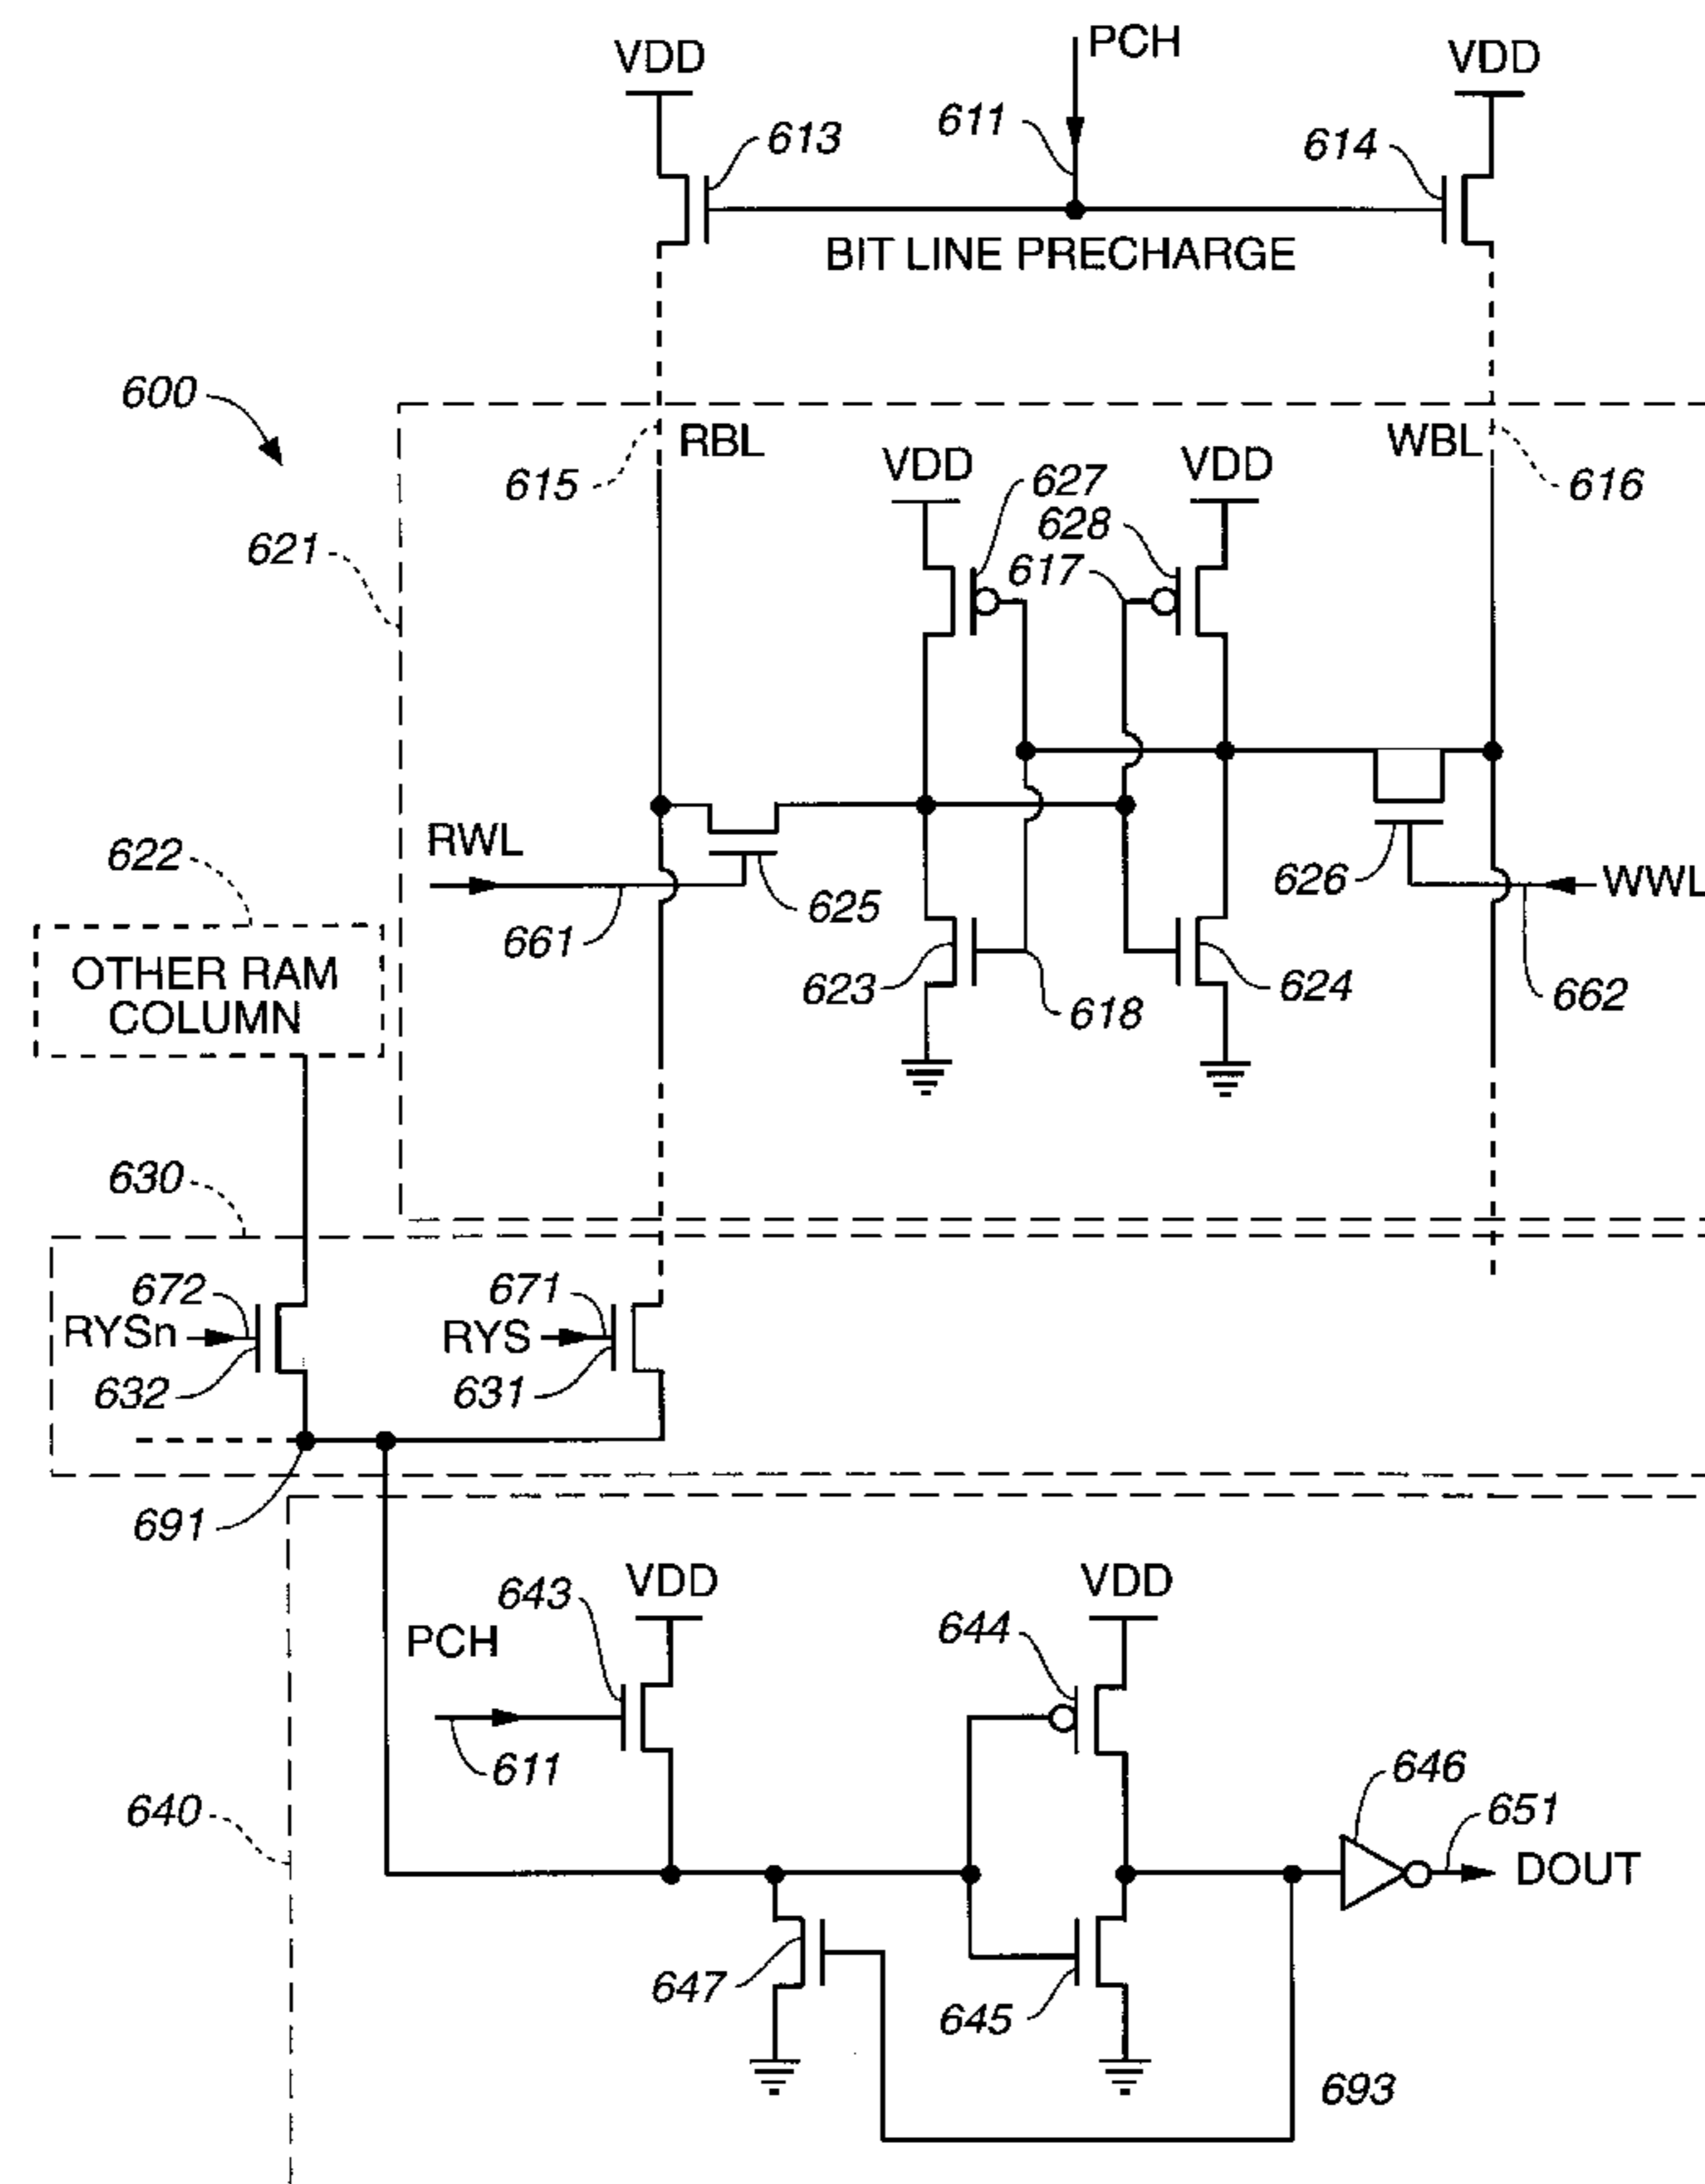 PCH
VDD
VDD
611
613
614
BIT LINE PRECHARGE
600
RBL
WBL
615
VDD
VDD
627
616
628
621
617
RWL
622
626
WWL
625
661
OTHER RAM
COLUMN
623
618
624
662
630
672
671
RYSn
RYS
632
631
691
643
VDD
VDD
644
PCH
611
646
640
651
DOUT
647
645
693